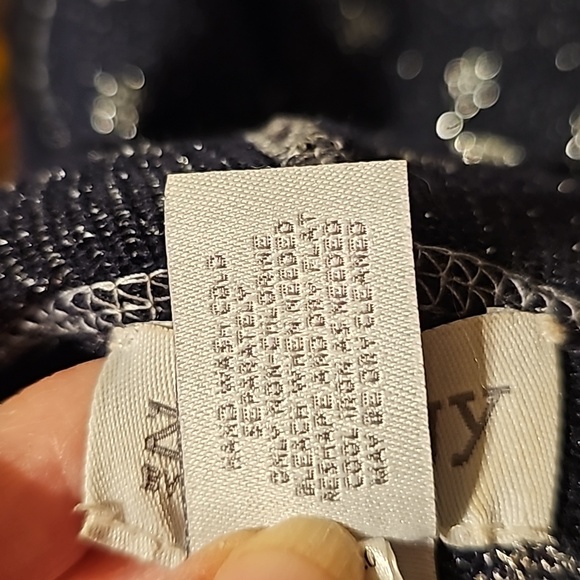 HAND WASH COLD
SEPARATELY
ONLY NON-CHLORINE
BLEACH WHEN NEEDED
RESHAPE AND DRY FLAT
COOL IRON AS NEEDED
MAY BE DRY CLEANED